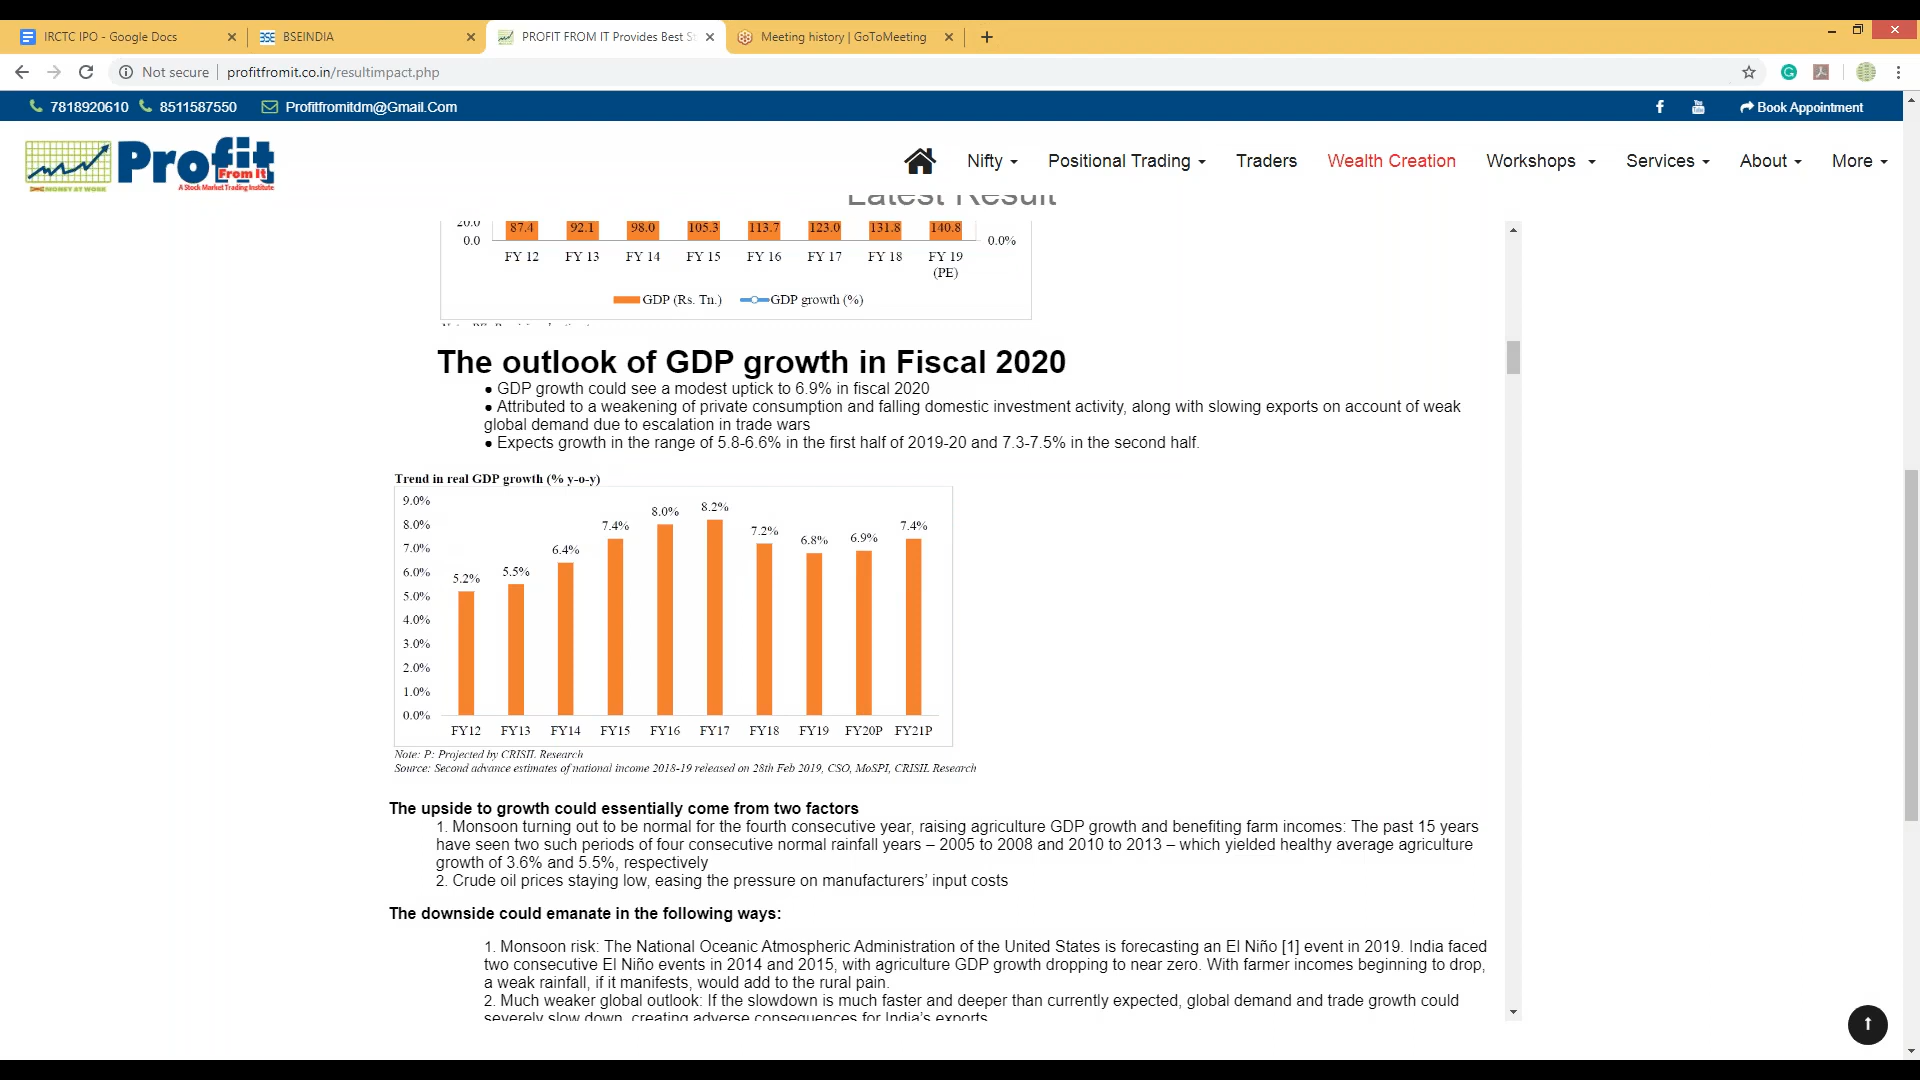 IRCTC IPO - Google Docs
BSEINDIA
PROFIT FROM IT Provides Best S
Meeting history | GoToMeeting
Not secure
profitfromit.co.in/resultimpact.php
7818920610
8511587550
Profitfromitdm@Gmail.Com
Book Appointment
Profit
From It
MONEY AT WORK
A Stock Market Trading Institute
Nifty
Positional Trading
Traders
Wealth Creation
Workshops
Services
About
More
Latest Result
20.0 87.4 92.1 98.0 105.3 113.7 123.0 131.8 140.8
0.0 0.0%
FY 12 FY 13 FY 14 FY 15 FY 16 FY 17 FY 18 FY 19
(PE)
GDP (Rs. Tn.) GDP growth (%)
The outlook of GDP growth in Fiscal 2020
● GDP growth could see a modest uptick to 6.9% in fiscal 2020
● Attributed to a weakening of private consumption and falling domestic investment activity, along with slowing exports on account of weak
global demand due to escalation in trade wars
● Expects growth in the range of 5.8-6.6% in the first half of 2019-20 and 7.3-7.5% in the second half.
Trend in real GDP growth (% y-o-y)
9.0%
8.0%
7.0%
6.0%
5.0%
4.0%
3.0%
2.0%
1.0%
0.0%
5.2% 5.5% 6.4% 7.4% 8.0% 8.2% 7.2% 6.8% 6.9% 7.4%
FY12 FY13 FY14 FY15 FY16 FY17 FY18 FY19 FY20P FY21P
Note: P: Projected by CRISIL Research
Source: Second advance estimates of national income 2018-19 released on 28th Feb 2019, CSO, MoSPI, CRISIL Research
The upside to growth could essentially come from two factors
1. Monsoon turning out to be normal for the fourth consecutive year, raising agriculture GDP growth and benefiting farm incomes: The past 15 years
have seen two such periods of four consecutive normal rainfall years – 2005 to 2008 and 2010 to 2013 – which yielded healthy average agriculture
growth of 3.6% and 5.5%, respectively
2. Crude oil prices staying low, easing the pressure on manufacturers’ input costs
The downside could emanate in the following ways:
1. Monsoon risk: The National Oceanic Atmospheric Administration of the United States is forecasting an El Niño [1] event in 2019. India faced
two consecutive El Niño events in 2014 and 2015, with agriculture GDP growth dropping to near zero. With farmer incomes beginning to drop,
a weak rainfall, if it manifests, would add to the rural pain.
2. Much weaker global outlook: If the slowdown is much faster and deeper than currently expected, global demand and trade growth could
severely slow down, creating adverse consequences for India’s exports